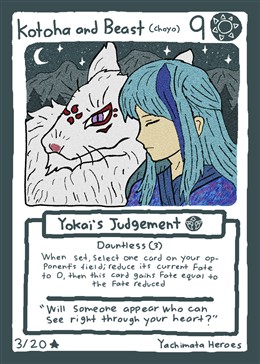 Kotoha and Beast (Choyo) 9
Yokai's Judgement
Dauntless (3)
When set, select one card on your opp-
onent's field; reduce its current Fate
to 0, then this card gains Fate equal to
the Fate reduced
"Will someone appear who can
see right through your heart?"
3/20 Yachimata Heroes